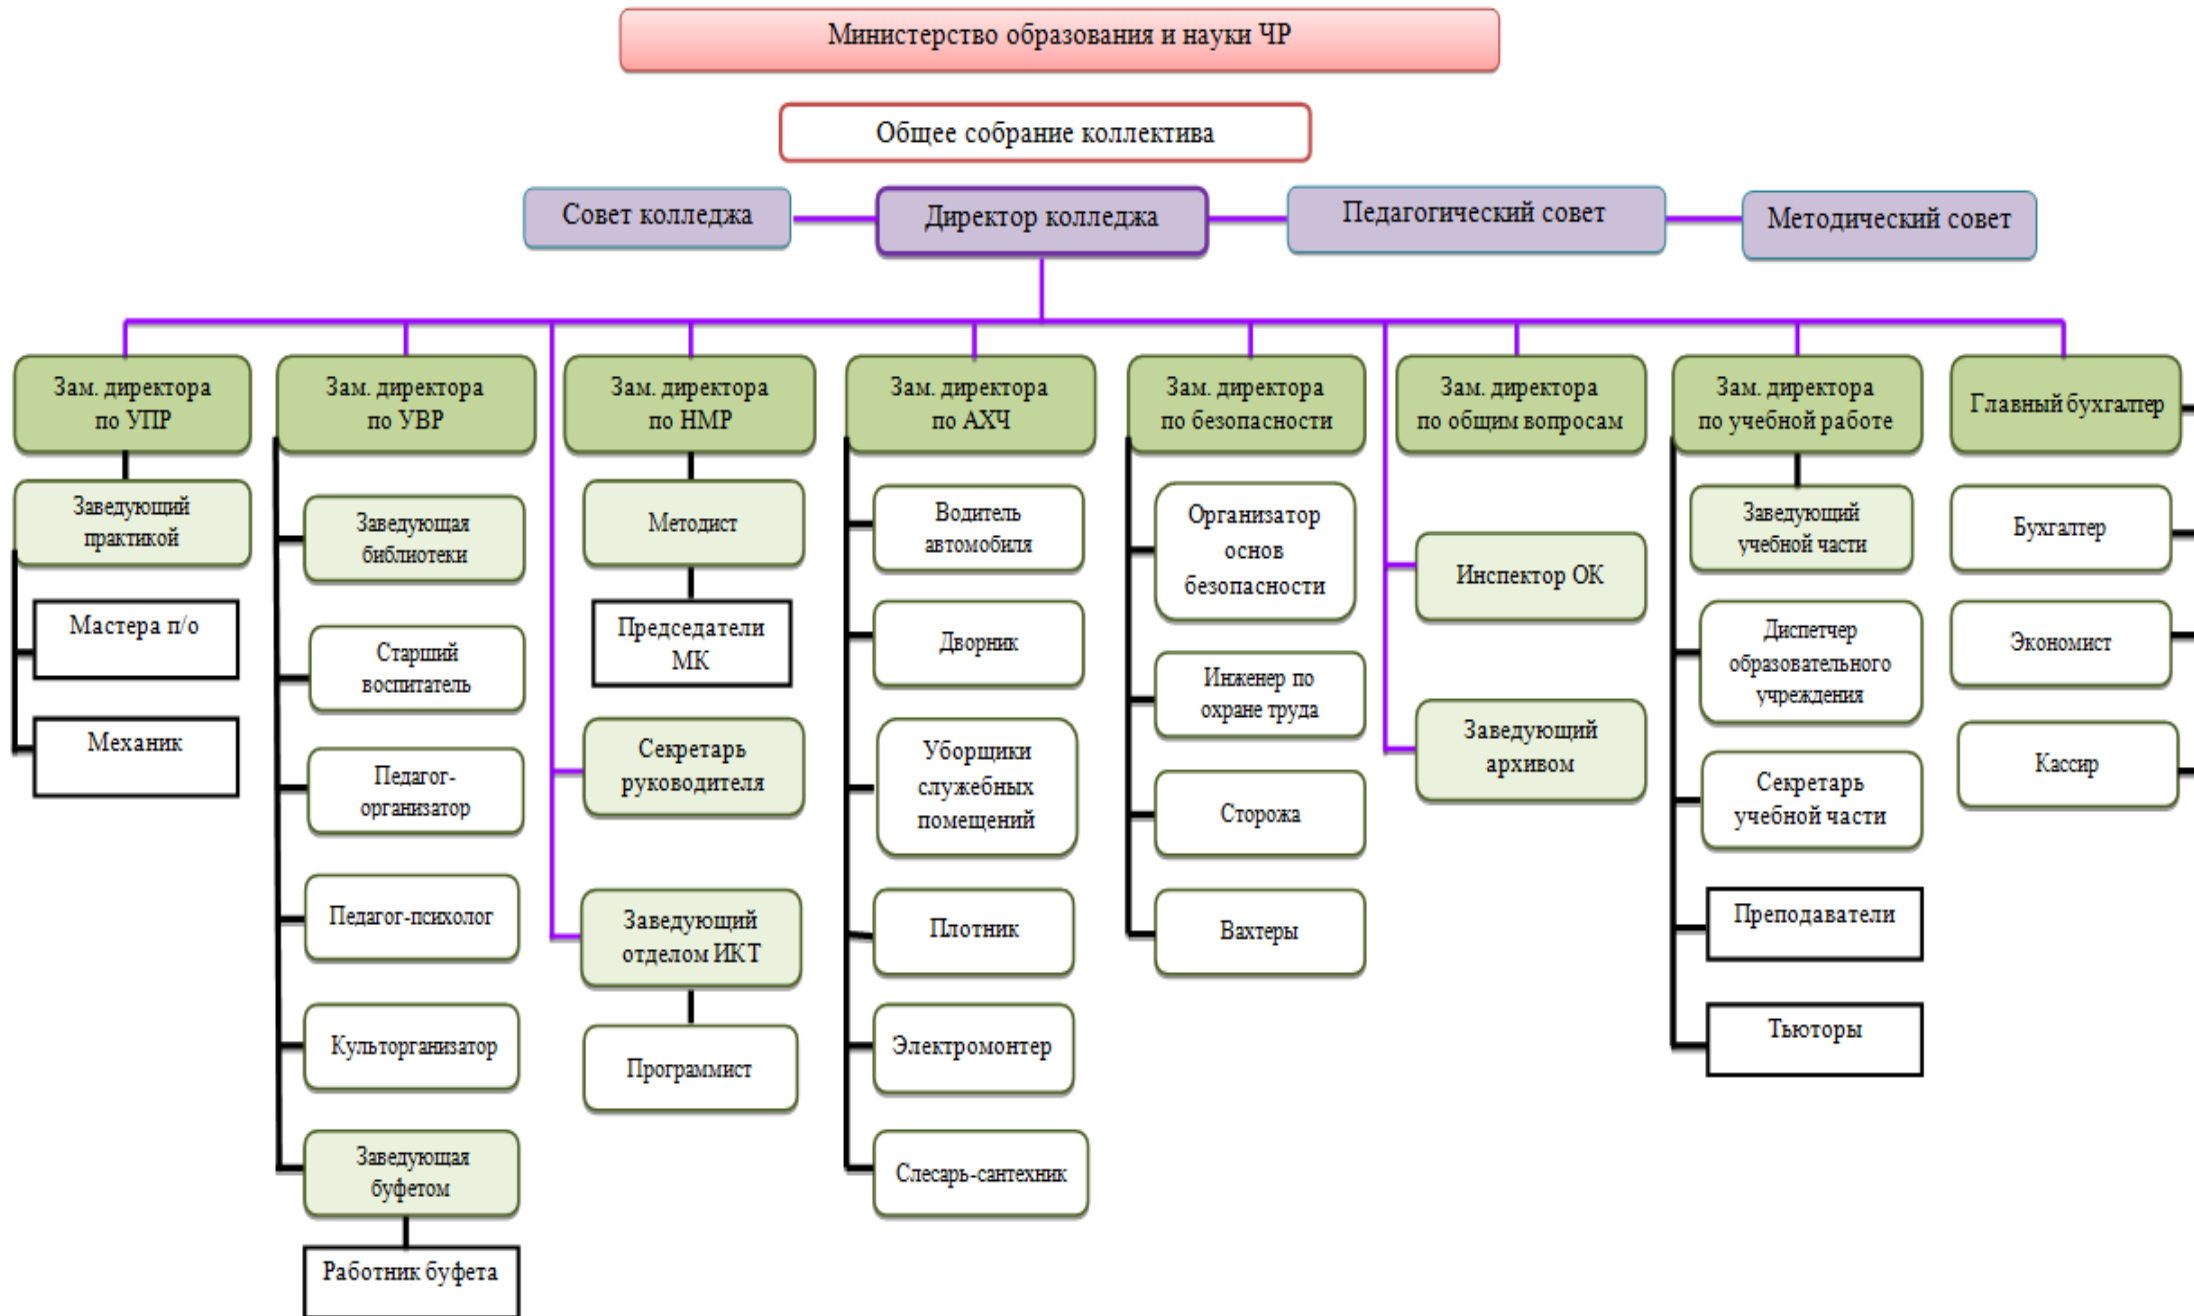 Министерство образования и науки ЧР
Общее собрание коллектива
Совет колледжа
Директор колледжа
Педагогический совет
Методический совет
Зам. директора
по УПР
Зам. директора
по УВР
Зам. директора
по НМР
Зам. директора
по АХЧ
Зам. директора
по безопасности
Зам. директора
по общим вопросам
Зам. директора
по учебной работе
Главный бухгалтер
Заведующий
практикой
Мастера п/о
Механик
Заведующая
библиотеки
Старший
воспитатель
Педагог-
организатор
Педагог-психолог
Культорганизатор
Заведующая
буфетом
Работник буфета
Методист
Председатели
МК
Секретарь
руководителя
Заведующий
отделом ИКТ
Программист
Водитель
автомобиля
Дворник
Уборщики
служебных
помещений
Плотник
Электромонтер
Слесарь-сантехник
Организатор
основ
безопасности
Инженер по
охране труда
Сторожа
Вахтеры
Инспектор ОК
Заведующий
архивом
Заведующий
учебной части
Диспетчер
образовательного
учреждения
Секретарь
учебной части
Преподаватели
Тьюторы
Бухгалтер
Экономист
Кассир